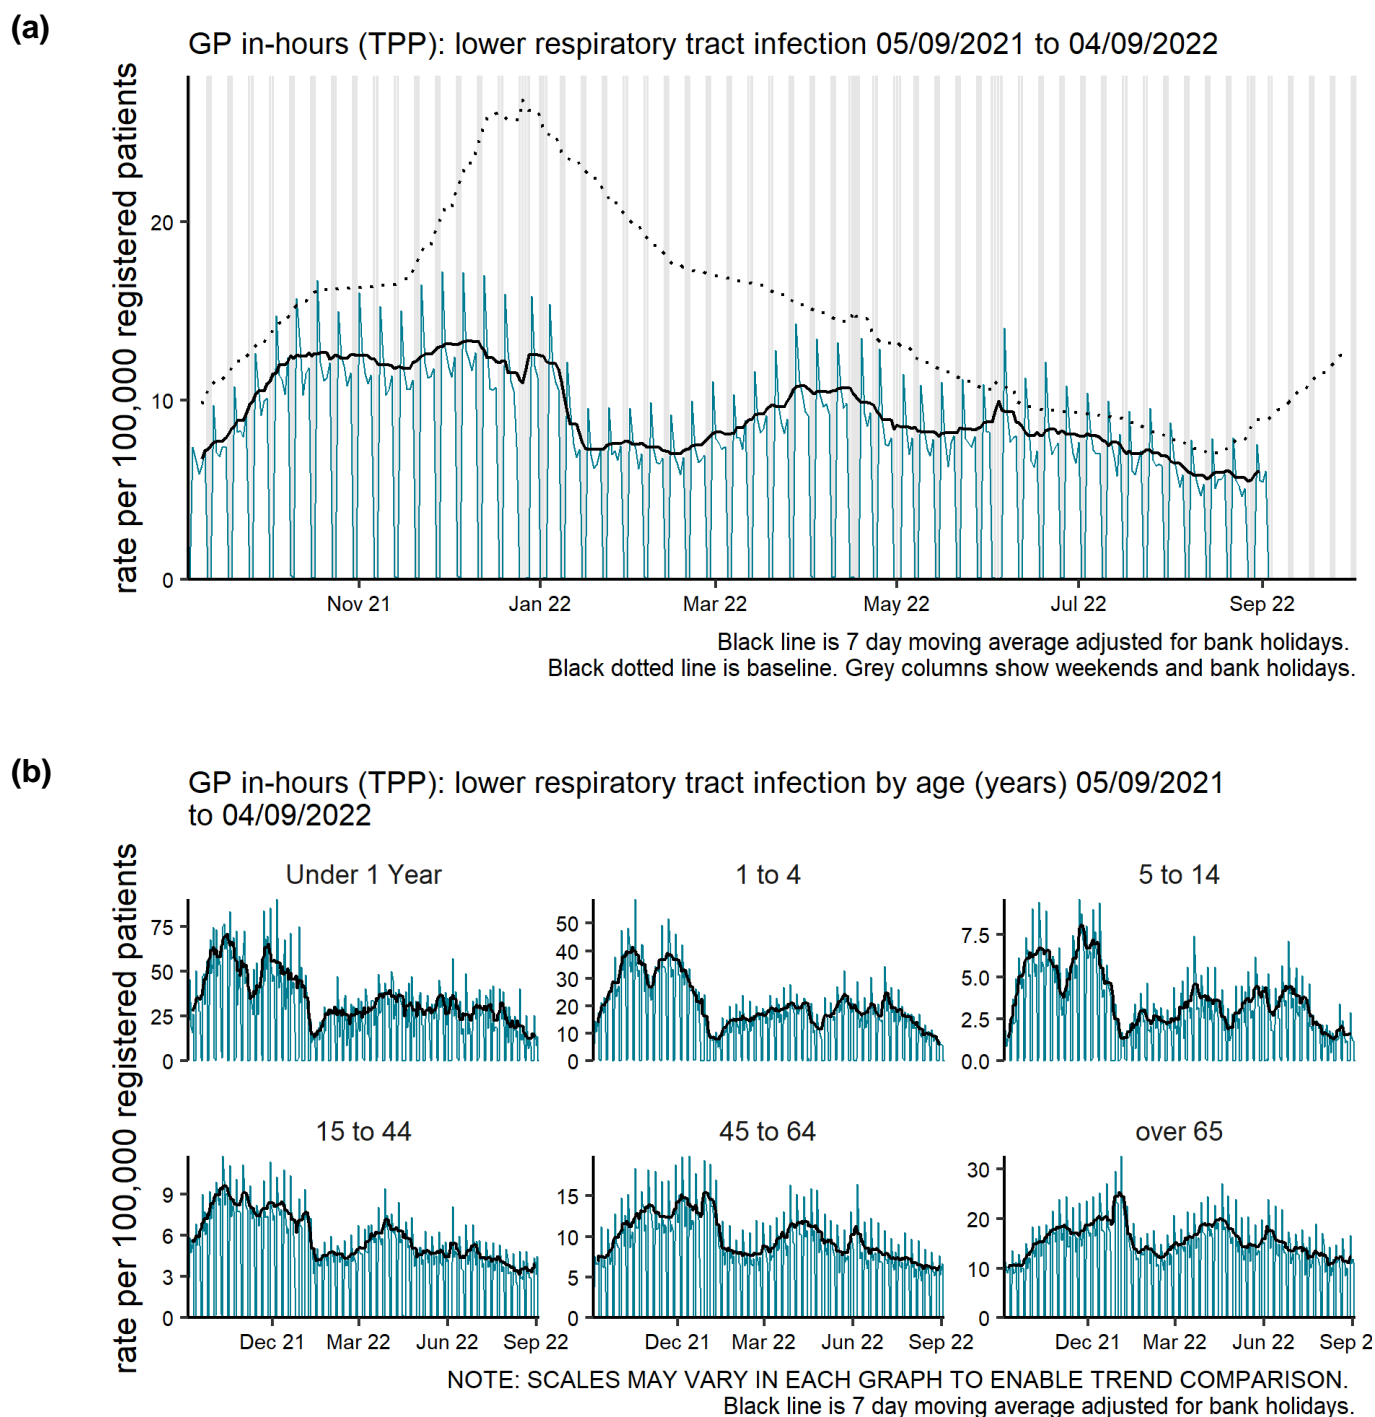 (a)
GP in-hours (TPP): lower respiratory tract infection 05/09/2021 to 04/09/2022
rate per 100,000 registered patients
20
10
0
Nov 21 Jan 22 Mar 22 May 22 Jul 22 Sep 22
Black line is 7 day moving average adjusted for bank holidays.
Black dotted line is baseline. Grey columns show weekends and bank holidays.
(b)
GP in-hours (TPP): lower respiratory tract infection by age (years) 05/09/2021
to 04/09/2022
rate per 100,000 registered patients
Under 1 Year
75
50
25
0
1 to 4
50
40
30
20
10
0
5 to 14
7.5
5.0
2.5
0.0
15 to 44
9
6
3
0
Dec 21 Mar 22 Jun 22 Sep 22
45 to 64
15
10
5
0
Dec 21 Mar 22 Jun 22 Sep 22
over 65
30
20
10
0
Dec 21 Mar 22 Jun 22 Sep 2
NOTE: SCALES MAY VARY IN EACH GRAPH TO ENABLE TREND COMPARISON.
Black line is 7 day moving average adjusted for bank holidays.